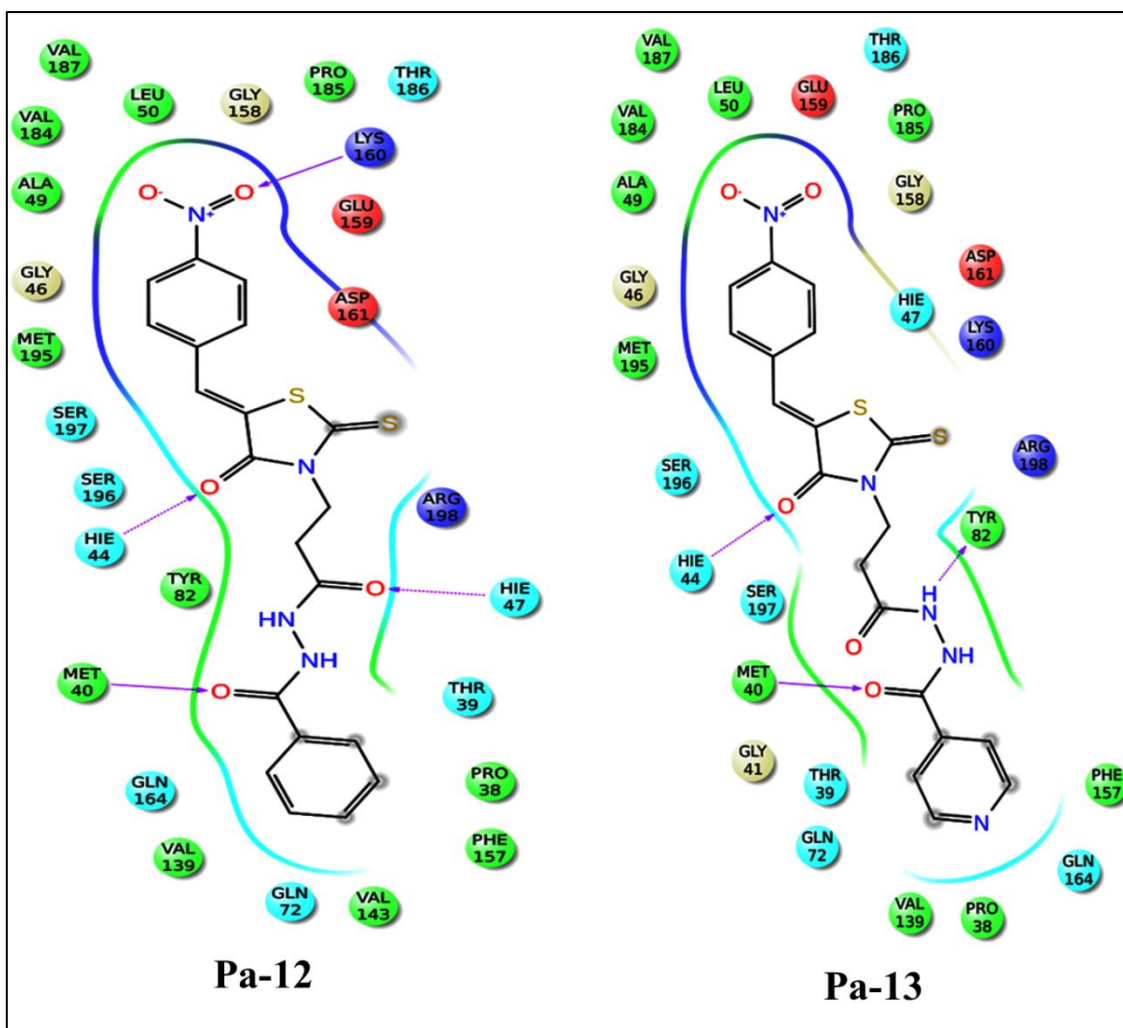 VAL
187
LEU
50
GLY
158
PRO
185
THR
186
VAL
184
LYS
160
ALA
49
O-
O
N+
GLU
159
GLY
46
ASP
161
MET
195
S
S
SER
197
N
O
SER
196
ARG
198
HIE
44
TYR
82
O
HIE
47
HN
NH
MET
40
O
THR
39
GLN
164
PRO
38
VAL
139
PHE
157
GLN
72
VAL
143
Pa-12
VAL
187
THR
186
LEU
50
GLU
159
VAL
184
PRO
185
ALA
49
O-
O
GLY
158
N+
GLY
46
ASP
161
HIE
47
LYS
160
MET
195
S
S
SER
196
N
ARG
198
O
TYR
82
HIE
44
H
N
SER
197
O
NH
MET
40
O
GLY
41
THR
39
PHE
157
N
GLN
72
GLN
164
VAL
139
PRO
38
Pa-13